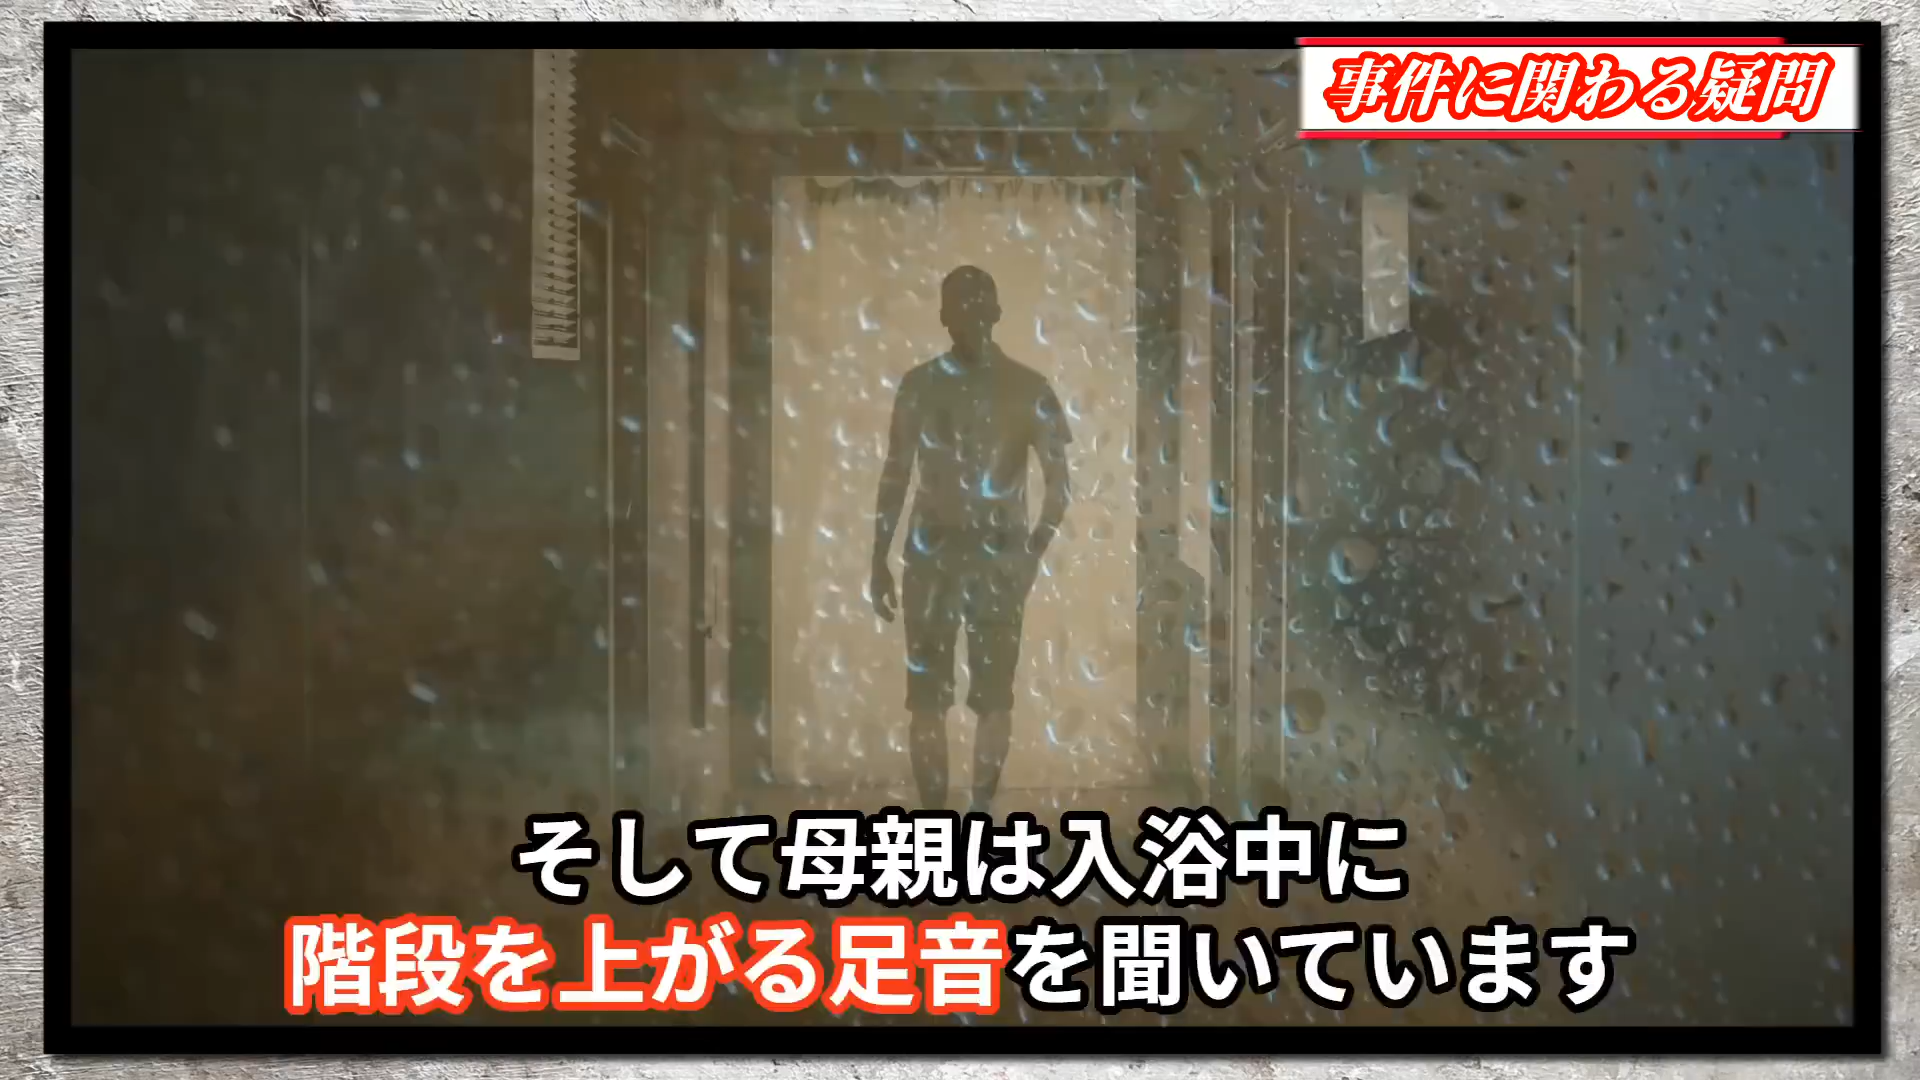 事件に関わる疑問
そして母親は入浴中に
階段を上がる足音を聞いています